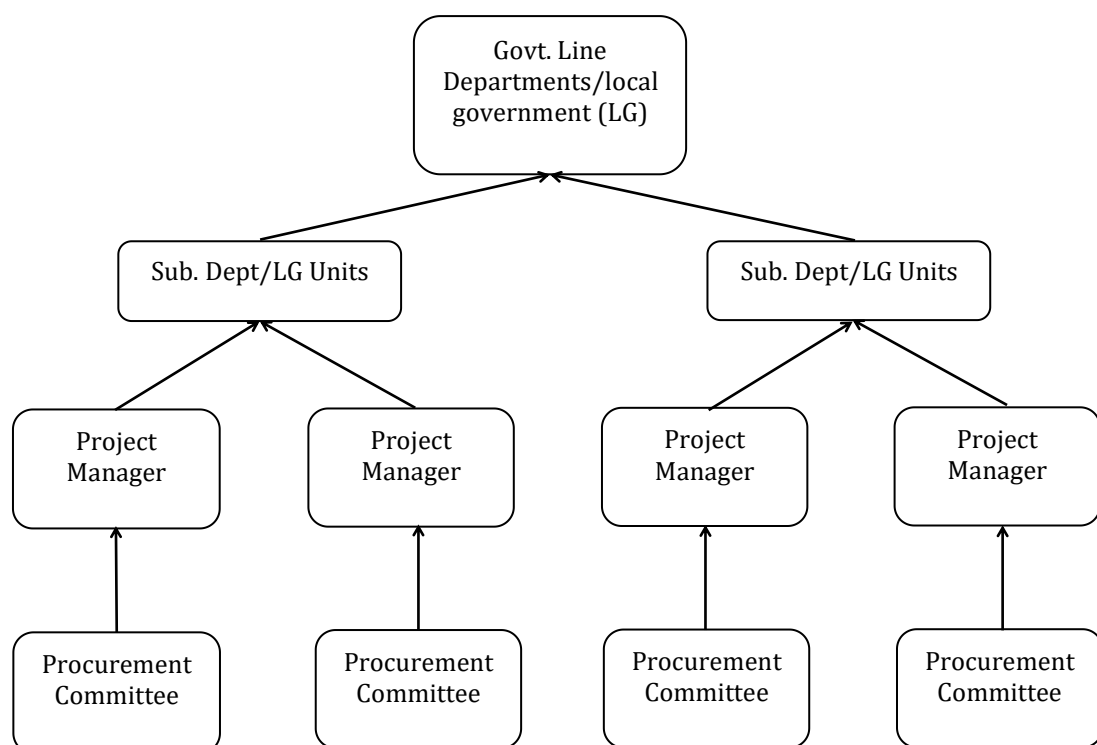 Govt. Line
Departments/local
government (LG)
Sub. Dept/LG Units
Sub. Dept/LG Units
Project
Manager
Project
Manager
Project
Manager
Project
Manager
Procurement
Committee
Procurement
Committee
Procurement
Committee
Procurement
Committee